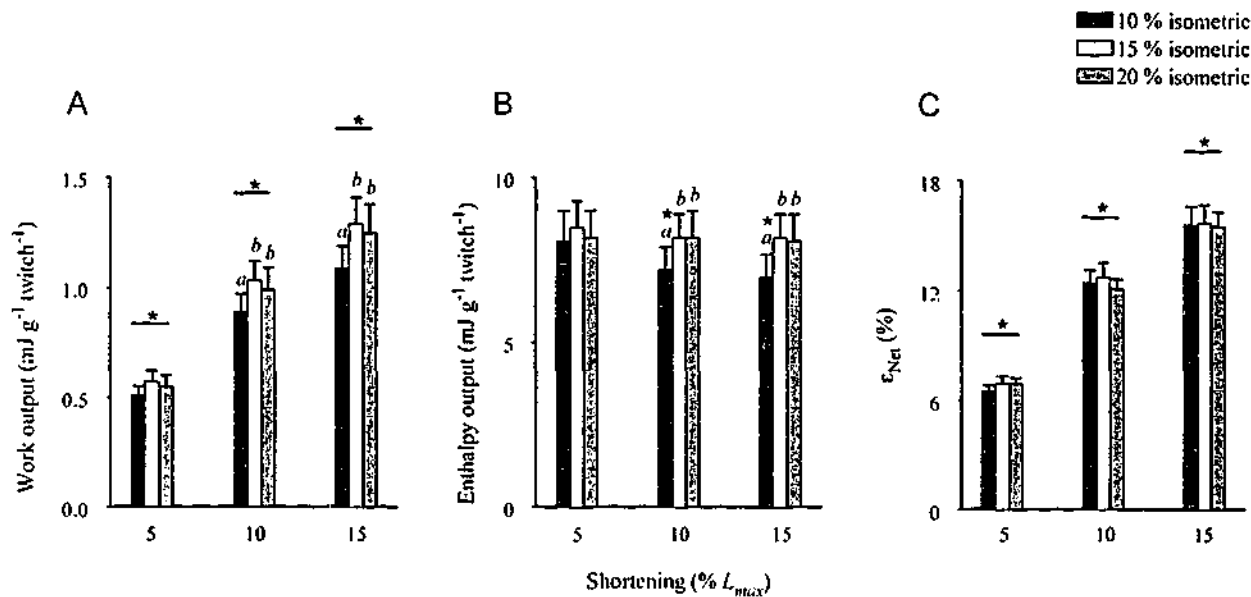 10 % isometric
15 % isometric
20 % isometric
A
B
C
Work output (mJ g⁻¹ twitch⁻¹)
1.5
1.0
0.5
0.0
*
*
*
a
b
b
a
b
b
5
10
15
Enthalpy output (mJ g⁻¹ twitch⁻¹)
10
5
0
*
a
b
b
*
a
b
b
5
10
15
Shortening (% Lmax)
εNet (%)
18
12
6
0
*
*
*
5
10
15